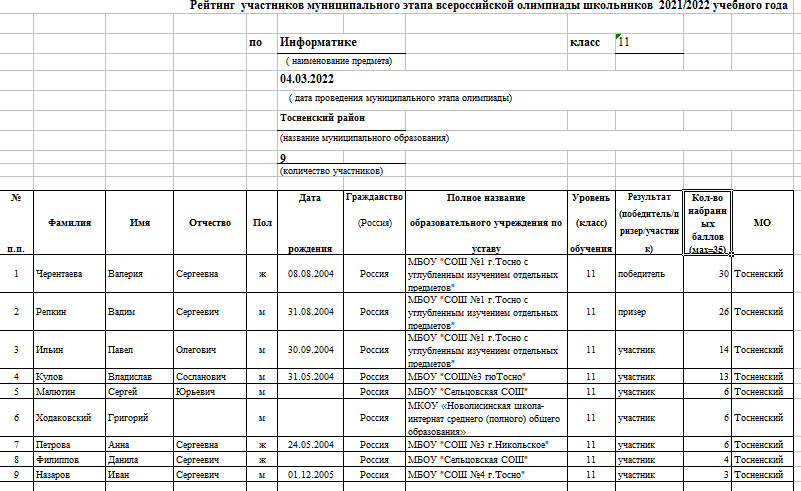 Рейтинг участников муниципального этапа всероссийской олимпиады школьников 2021/2022 учебного года
по Информатике класс 11
( наименование предмета)
04.03.2022
( дата проведения муниципального этапа олимпиады)
Тосненский район
(название муниципального образования)
9
(количество участников)
№ п.п. Фамилия Имя Отчество Пол Дата рождения Гражданство (Россия) Полное название образовательного учреждения по уставу Уровень (класс) обучения Результат (победитель/п ризер/участни к) Кол-во набранн ых баллов (мах=35) МО
1 Черентаева Валерия Сергеевна ж 08.08.2004 Россия МБОУ "СОШ №1 г.Тосно с углубленным изучением отдельных предметов" 11 победитель 30 Тосненский
2 Репкин Вадим Сергеевич м 31.08.2004 Россия МБОУ "СОШ №1 г.Тосно с углубленным изучением отдельных предметов" 11 призер 26 Тосненский
3 Ильин Павел Олегович м 30.09.2004 Россия МБОУ "СОШ №1 г.Тосно с углубленным изучением отдельных предметов" 11 участник 14 Тосненский
4 Кулов Владислав Сосланович м 31.05.2004 Россия МБОУ "СОШ№3 гюТосно" 11 участник 13 Тосненский
5 Малютин Сергей Юрьевич м Россия МБОУ "Сельцовская СОШ" 11 участник 6 Тосненский
6 Ходаковский Григорий м Россия МКОУ «Новолисинская школа-интернат среднего (полного) общего образования» 11 участник 6 Тосненский
7 Петрова Анна Сергеевна ж 24.05.2004 Россия МБОУ "СОШ №3 г.Никольское" 11 участник 6 Тосненский
8 Филиппов Данила Сергеевич ж Россия МБОУ "Сельцовская СОШ" 11 участник 4 Тосненский
9 Назаров Иван Сергеевич м 01.12.2005 Россия МБОУ "СОШ №4 г.Тосно" 11 участник 3 Тосненский